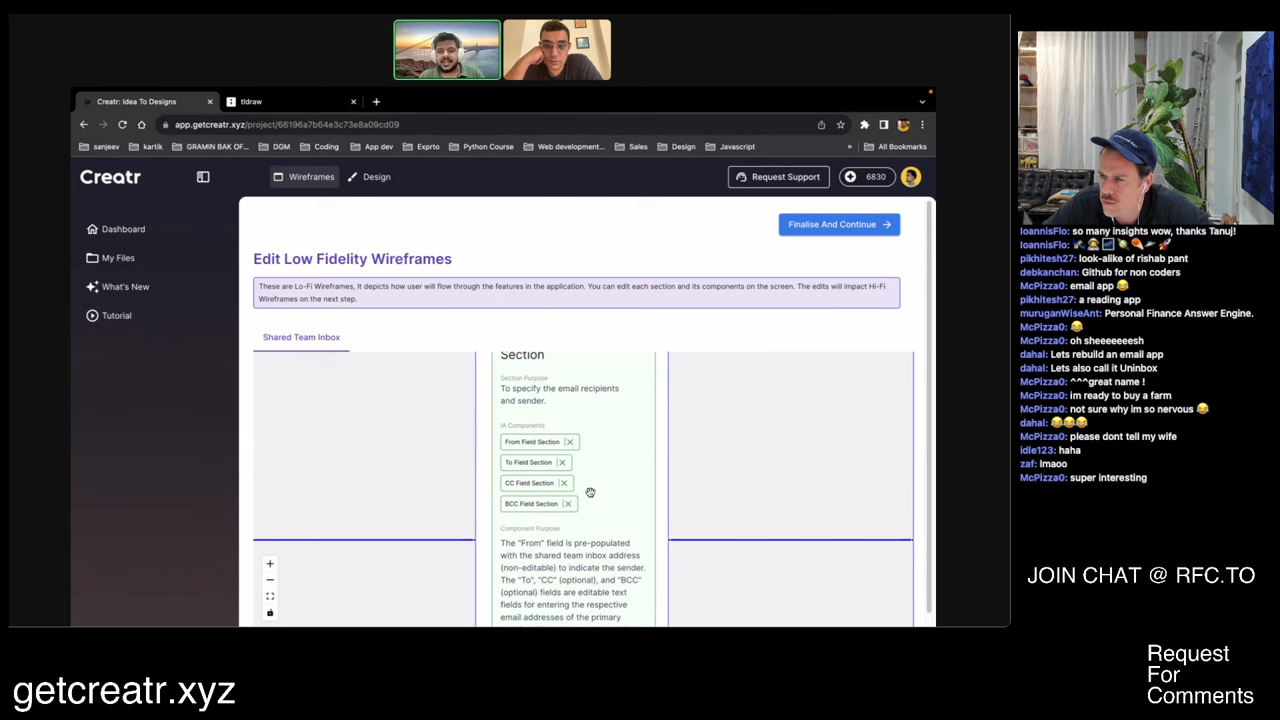 Creatr: Idea To Designs
tldraw
app.getcreatr.xyz/project/66196a7b64e3c73e8a09cd09
sanjeev
kartik
GRAMIN BAK OF...
DGM
Coding
App dev
Exprto
Python Course
Web development...
Sales
Design
Javascript
»
All Bookmarks
Creatr
Wireframes
Design
Request Support
6830
Dashboard
My Files
What's New
Tutorial
Finalise And Continue
Edit Low Fidelity Wireframes
These are Lo-Fi Wireframes, It depicts how user will flow through the features in the application. You can edit each section and its components on the screen. The edits will impact Hi-Fi
Wireframes on the next step.
Shared Team Inbox
Section
Section Purpose
To specify the email recipients
and sender.
IA Components
From Field Section
To Field Section
CC Field Section
BCC Field Section
Component Purpose
The "From" field is pre-populated
with the shared team inbox address
(non-editable) to indicate the sender.
The "To", "CC" (optional), and "BCC"
(optional) fields are editable text
fields for entering the respective
email addresses of the primary
IoannisFlo: so many insights wow, thanks Tanuj!
IoannisFlo:
pikhitesh27: look-alike of rishab pant
debkanchan: Github for non coders
McPizza0: email app 😂
pikhitesh27: a reading app
muruganWiseAnt: Personal Finance Answer Engine.
McPizza0: 😂
McPizza0: oh sheeeeeeesh
dahal: Lets rebuild an email app
dahal: Lets also call it Uninbox
McPizza0: ^^^great name !
McPizza0: im ready to buy a farm
McPizza0: not sure why im so nervous 😂
dahal: 😂😂😂
McPizza0: please dont tell my wife
idle123: haha
zaf: lmaoo
McPizza0: super interesting
JOIN CHAT @ RFC.TO
Request
For
Comments
getcreatr.xyz